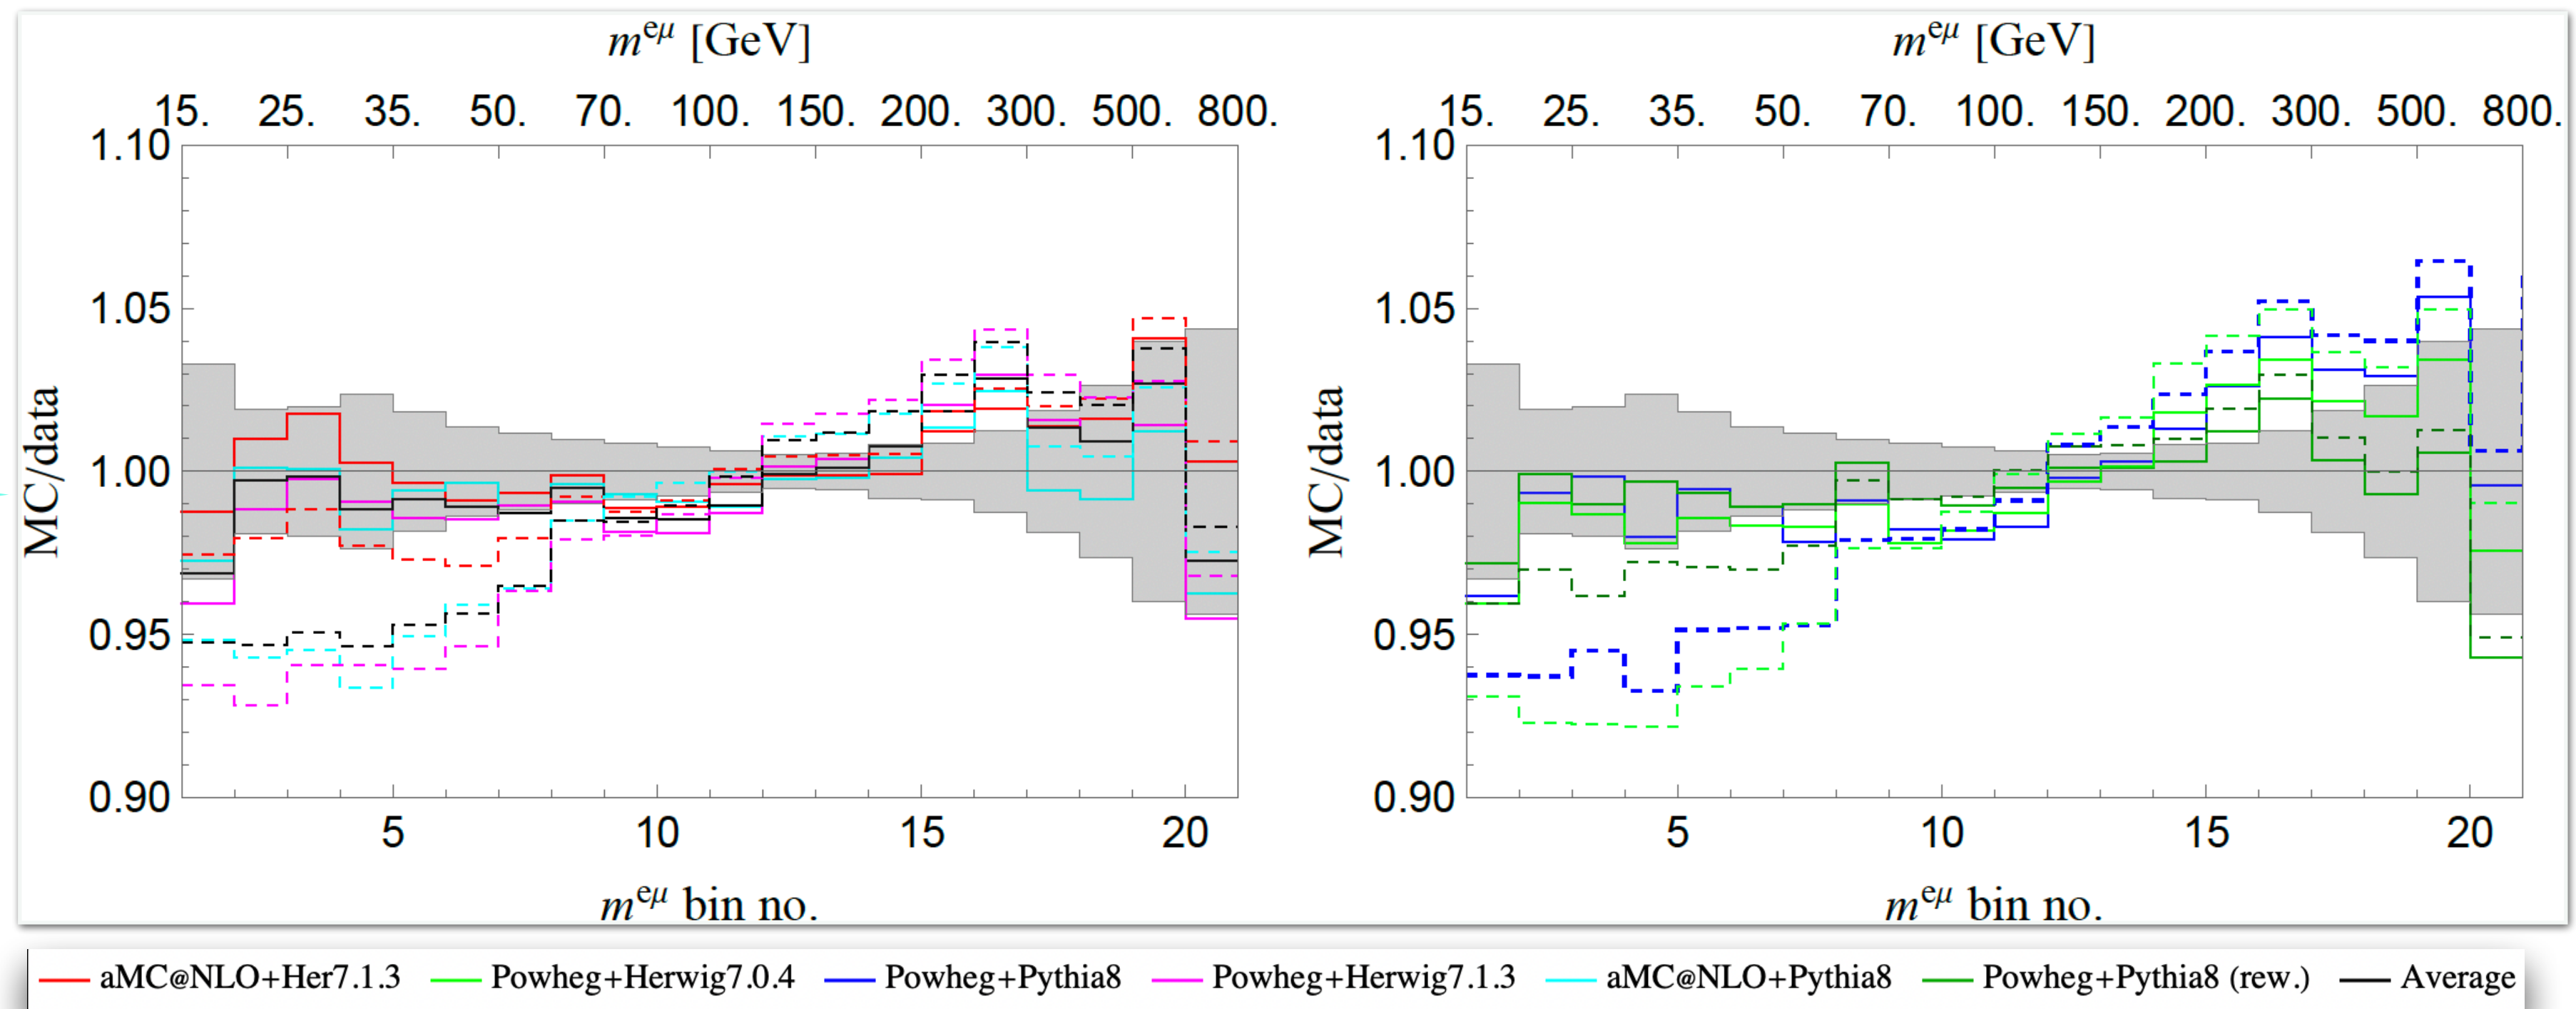 m^eμ [GeV]
15. 25. 35. 50. 70. 100. 150. 200. 300. 500. 800.
1.10
1.05
1.00
0.95
0.90
MC/data
5 10 15 20
m^eμ bin no.
m^eμ [GeV]
15. 25. 35. 50. 70. 100. 150. 200. 300. 500. 800.
1.10
1.05
1.00
0.95
0.90
MC/data
5 10 15 20
m^eμ bin no.
aMC@NLO+Her7.1.3 Powheg+Herwig7.0.4 Powheg+Pythia8 Powheg+Herwig7.1.3 aMC@NLO+Pythia8 Powheg+Pythia8 (rew.) Average